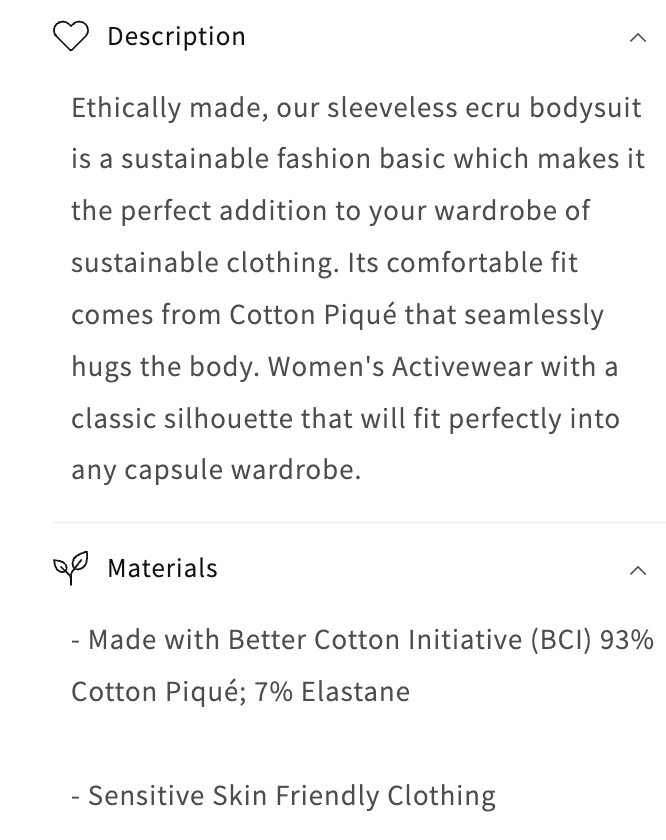 Description
Ethically made, our sleeveless ecru bodysuit
is a sustainable fashion basic which makes it
the perfect addition to your wardrobe of
sustainable clothing. Its comfortable fit
comes from Cotton Piqué that seamlessly
hugs the body. Women's Activewear with a
classic silhouette that will fit perfectly into
any capsule wardrobe.
Materials
- Made with Better Cotton Initiative (BCI) 93%
Cotton Piqué; 7% Elastane
- Sensitive Skin Friendly Clothing